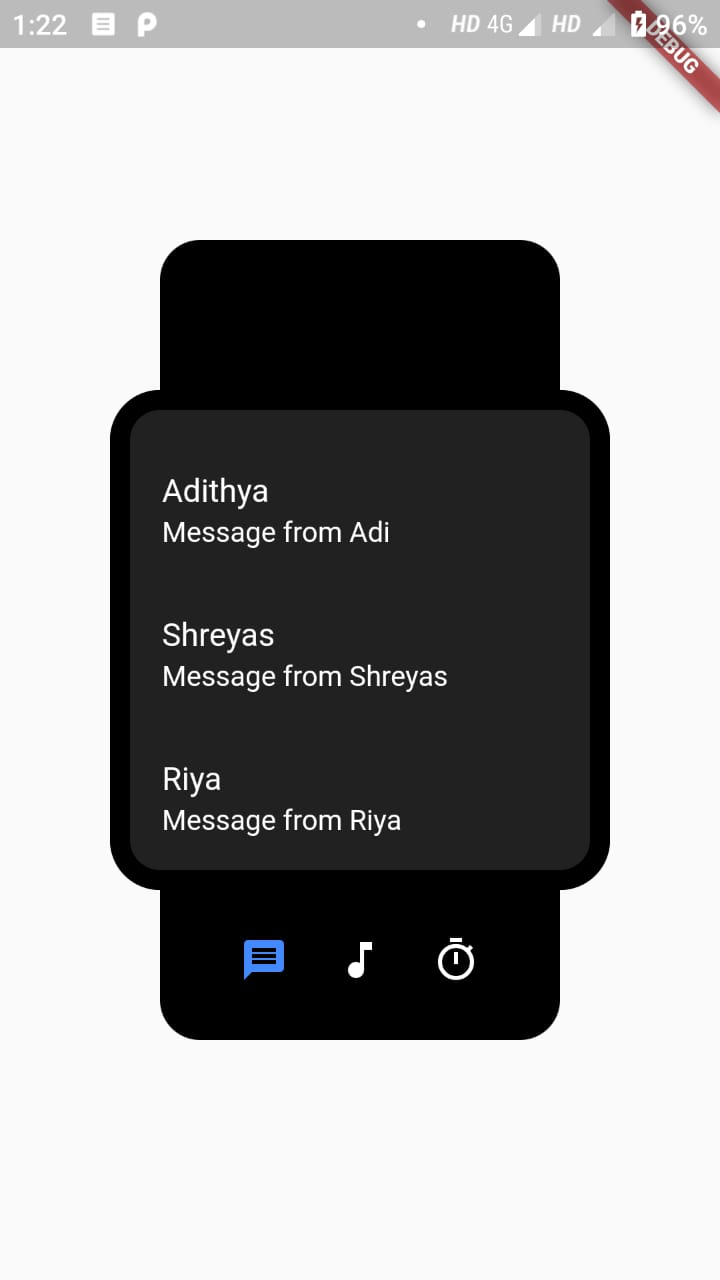 1:22 HD 4G HD 96%
DEBUG
Adithya
Message from Adi
Shreyas
Message from Shreyas
Riya
Message from Riya